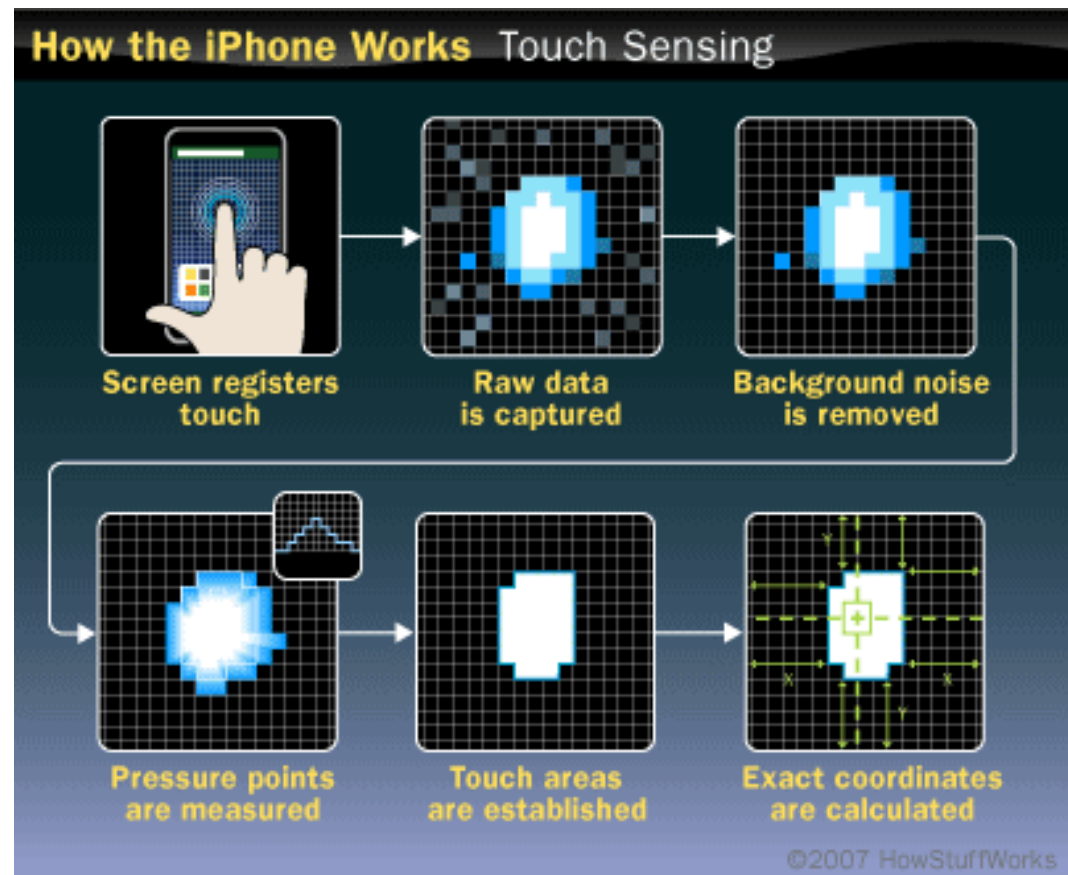 How the iPhone Works Touch Sensing
Screen registers
touch
Raw data
is captured
Background noise
is removed
Pressure points
are measured
Touch areas
are established
Exact coordinates
are calculated
Y
X
X
Y
©2007 HowStuffWorks